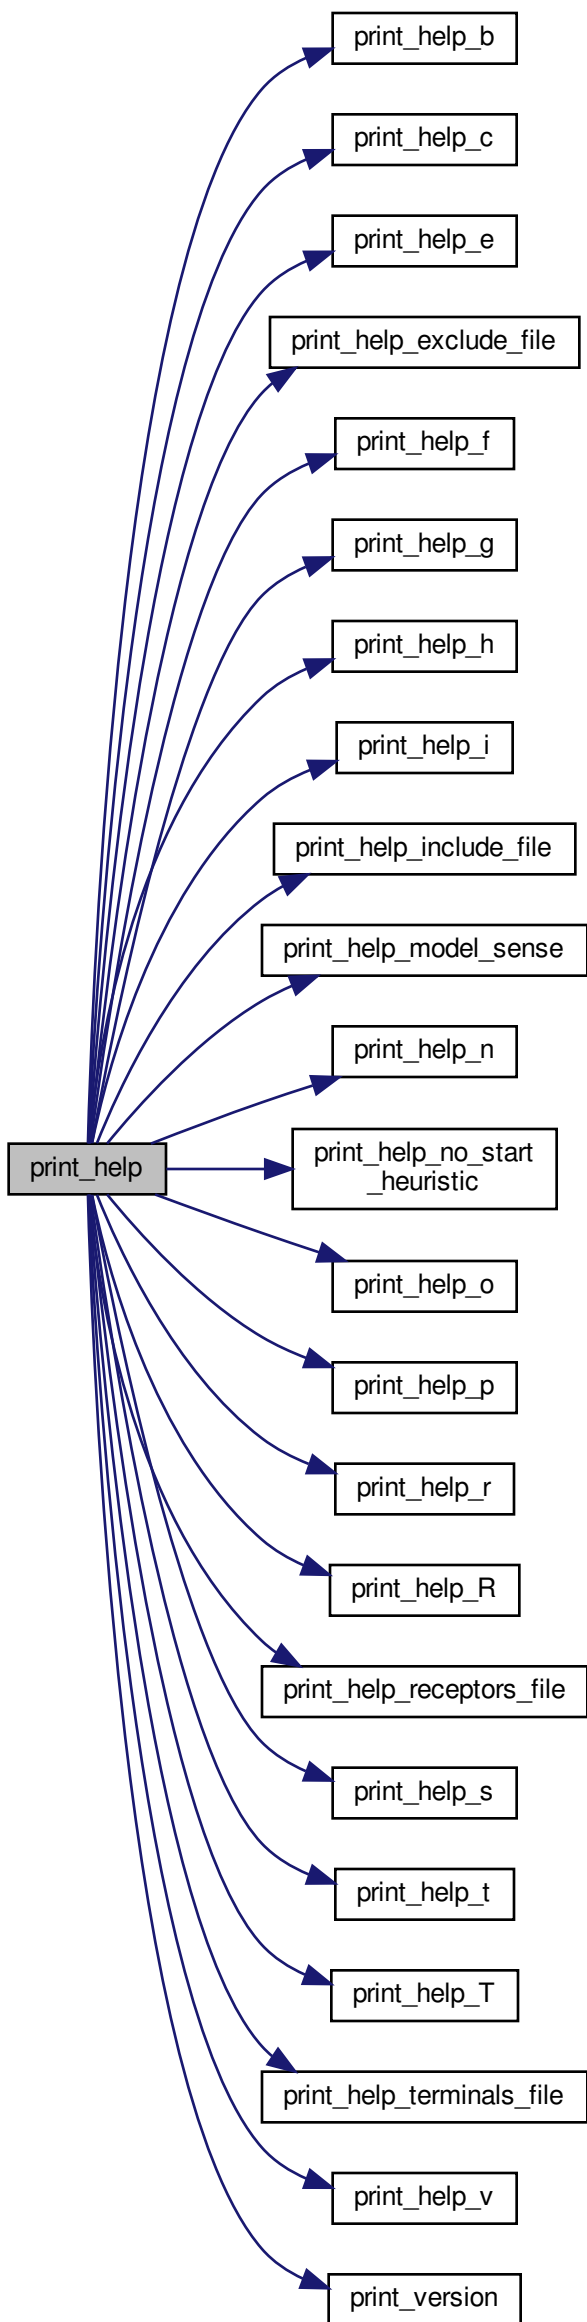 print_help_b
print_help_c
print_help_e
print_help_exclude_file
print_help_f
print_help_g
print_help_h
print_help_i
print_help_include_file
print_help_model_sense
print_help_n
print_help
print_help_no_start
_heuristic
print_help_o
print_help_p
print_help_r
print_help_R
print_help_receptors_file
print_help_s
print_help_t
print_help_T
print_help_terminals_file
print_help_v
print_version